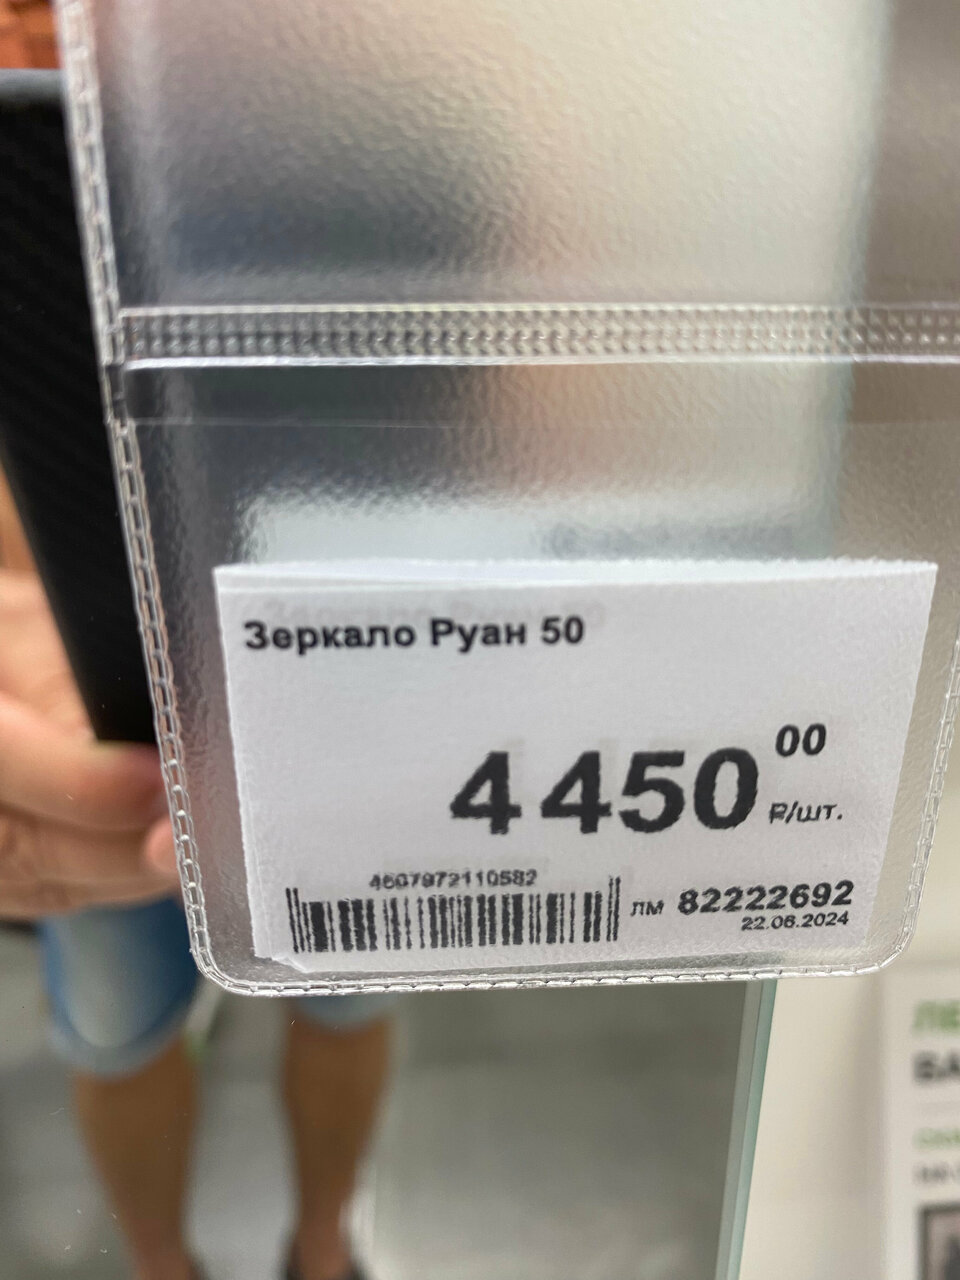 Зеркало Руан 50
4 450 00
₽/шт.
4607972110582
лм 82222692
22.06.2024